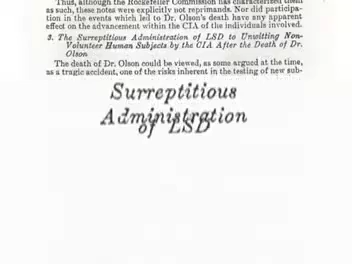 Thus, although the Rockefeller Commission has characterized them
as such, these notes were explicitly not reprimands. Nor did participa-
tion in the events which led to Dr. Olson's death have any apparent
effect on the advancement within the CIA of the individuals involved.
3. The Surreptitious Administration of LSD to Unwitting Non-
Volunteer Human Subjects by the CIA After the Death of Dr.
Olson
The death of Dr. Olson could be viewed, as some argued at the time,
as a tragic accident, one of the risks inherent in the testing of new sub-
Surreptitious
Administration
of LSD